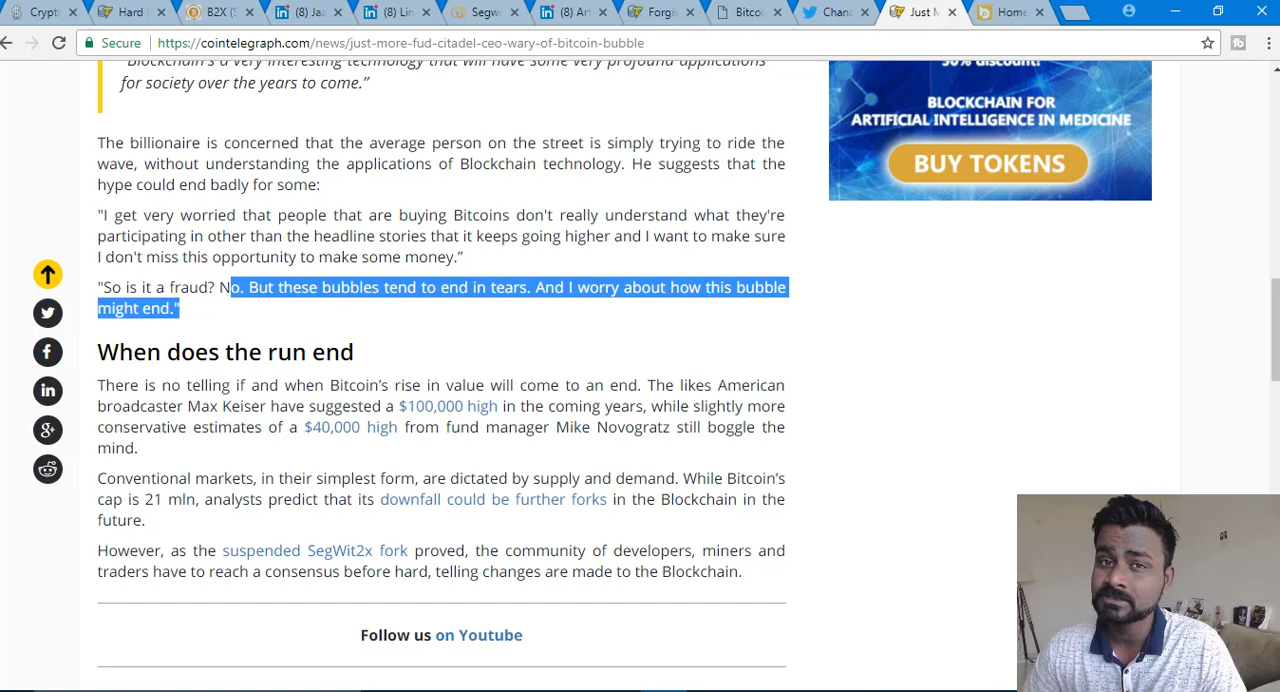 Crypt
Hard
B2X (S
(8) Jaa
(8) Lin
Segw
(8) Ar
Forgi
Bitco
Chan
Just M
Home
Secure
https://cointelegraph.com/news/just-more-fud-citadel-ceo-wary-of-bitcoin-bubble
"Blockchain's a very interesting technology that will have some very profound applications
for society over the years to come.”
The billionaire is concerned that the average person on the street is simply trying to ride the
wave, without understanding the applications of Blockchain technology. He suggests that the
hype could end badly for some:
"I get very worried that people that are buying Bitcoins don't really understand what they're
participating in other than the headline stories that it keeps going higher and I want to make sure
I don't miss this opportunity to make some money.”
"So is it a fraud? No. But these bubbles tend to end in tears. And I worry about how this bubble
might end."
When does the run end
There is no telling if and when Bitcoin’s rise in value will come to an end. The likes American
broadcaster Max Keiser have suggested a $100,000 high in the coming years, while slightly more
conservative estimates of a $40,000 high from fund manager Mike Novogratz still boggle the
mind.
Conventional markets, in their simplest form, are dictated by supply and demand. While Bitcoin’s
cap is 21 mln, analysts predict that its downfall could be further forks in the Blockchain in the
future.
However, as the suspended SegWit2x fork proved, the community of developers, miners and
traders have to reach a consensus before hard, telling changes are made to the Blockchain.
Follow us on Youtube
30% discount!
BLOCKCHAIN FOR
ARTIFICIAL INTELLIGENCE IN MEDICINE
BUY TOKENS